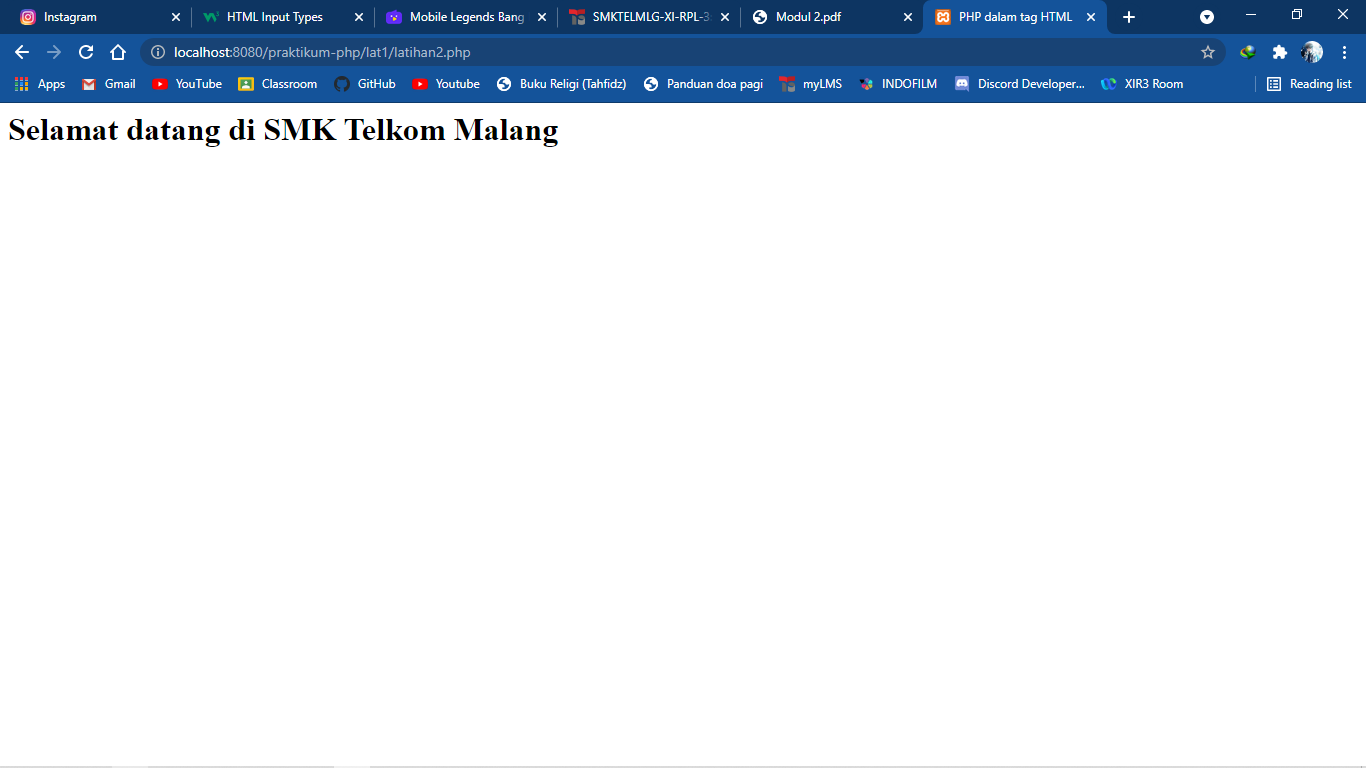 Instagram HTML Input Types Mobile Legends Bang SMKTELMLG-XI-RPL-3 Modul 2.pdf PHP dalam tag HTML
localhost:8080/praktikum-php/lat1/latihan2.php
Apps Gmail YouTube Classroom GitHub Youtube Buku Religi (Tahfidz) Panduan doa pagi myLMS INDOFILM Discord Developer... XIR3 Room Reading list
Selamat datang di SMK Telkom Malang